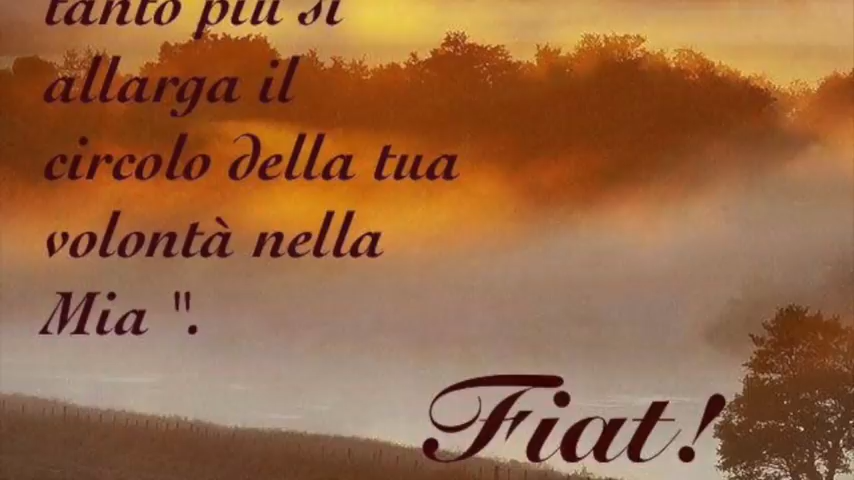 tanto più si
allarga il
circolo della tua
volontà nella
Mia ".
Fiat!